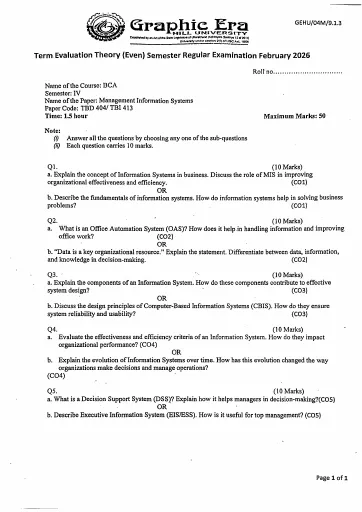 GEHU/04M/9.1.3
Graphic Era
HILL UNIVERSITY
Term Evaluation Theory (Even) Semester Regular Examination February 2026
Roll no..............................
Name of the Course: BCA
Semester: IV
Name of the Paper: Management Information Systems
Paper Code: TBD 404/ TBI 413
Time: 1.5 hour Maximum Marks: 50
Note:
(i) Answer all the questions by choosing any one of the sub-questions
(ii) Each question carries 10 marks.
Q1. (10 Marks)
a. Explain the concept of Information Systems in business. Discuss the role of MIS in improving
organizational effectiveness and efficiency. (CO1)
OR
b. Describe the fundamentals of information systems. How do information systems help in solving business
problems? (CO1)
Q2. (10 Marks)
a. What is an Office Automation System (OAS)? How does it help in handling information and improving
office work? (CO2)
OR
b. "Data is a key organizational resource." Explain the statement. Differentiate between data, information,
and knowledge in decision-making. (CO2)
Q3. (10 Marks)
a. Explain the components of an Information System. How do these components contribute to effective
system design? (CO3)
OR
b. Discuss the design principles of Computer-Based Information Systems (CBIS). How do they ensure
system reliability and usability? (CO3)
Q4. (10 Marks)
a. Evaluate the effectiveness and efficiency criteria of an Information System. How do they impact
organizational performance? (CO4)
OR
b. Explain the evolution of Information Systems over time. How has this evolution changed the way
organizations make decisions and manage operations?
(CO4)
Q5. (10 Marks)
a. What is a Decision Support System (DSS)? Explain how it helps managers in decision-making?(CO5)
OR
b. Describe Executive Information System (EIS/ESS). How is it useful for top management? (CO5)
Page 1 of 1